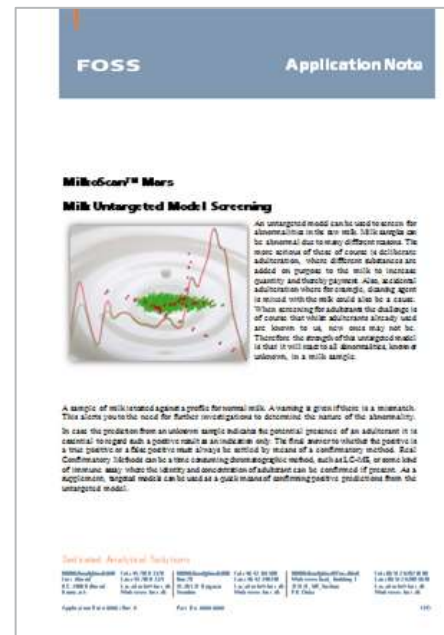 FOSS
Application Note
MilkoScan™ Mars
Milk Untargeted Model Screening
An untargeted model can be used to screen for
abnormalities in the raw milk. Milk samples can
be abnormal due to many different reasons. The
more serious of these of course is deliberate
adulteration, where different substances are
added on purpose to the milk to increase
quantity and thereby payment. Also, accidental
adulteration where for example, cleaning agent
is mixed with the milk could also be a cause.
When screening for adulterants the challenge is
of course that whilst adulterants already used
are known to us, new ones may not be.
Therefore the strength of this untargeted model
is that it will react to all abnormalities, known or
unknown, in a milk sample.
A sample of milk is tested against a profile for normal milk. A warning is given if there is a mismatch.
This alerts you to the need for further investigations to determine the nature of the abnormality.
In case the prediction from an unknown sample indicates the potential presence of an adulterant it is
essential to regard such a positive result as an indication only. The final answer to whether the positive is
a true positive or a false positive must always be settled by means of a confirmatory method. Real
Confirmatory Methods can be a time consuming chromatographic method, such as LC-MS, or some kind
of immune assay where the identity and concentration of adulterant can be confirmed if present. As a
supplement, targeted models can be used as a quick means of confirming positive predictions from the
untargeted model.
Dedicated Analytical Solutions